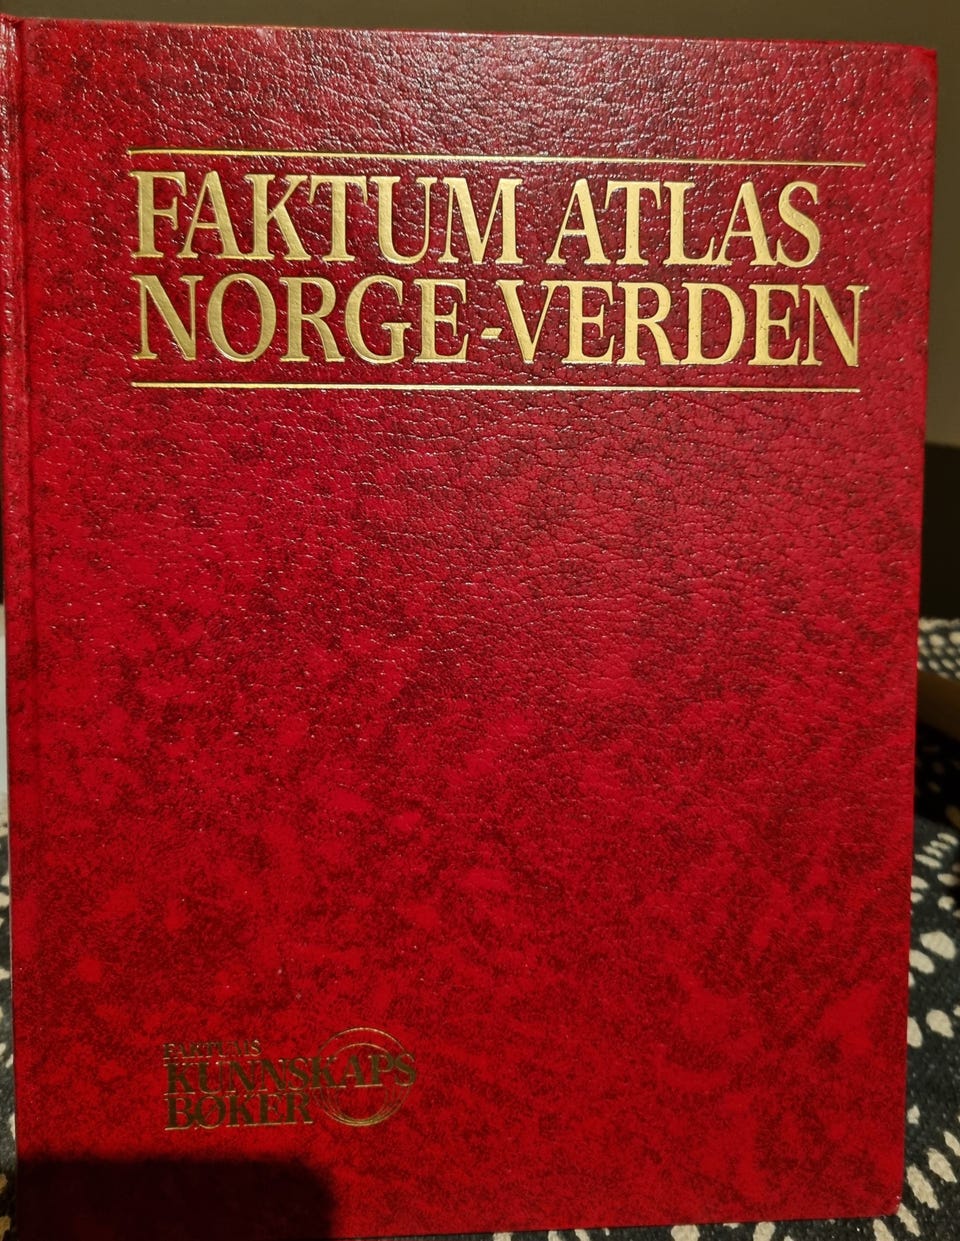 FAKTUM ATLAS
NORGE-VERDEN
FAKTUMS
KUNNSKAPS
BØKER